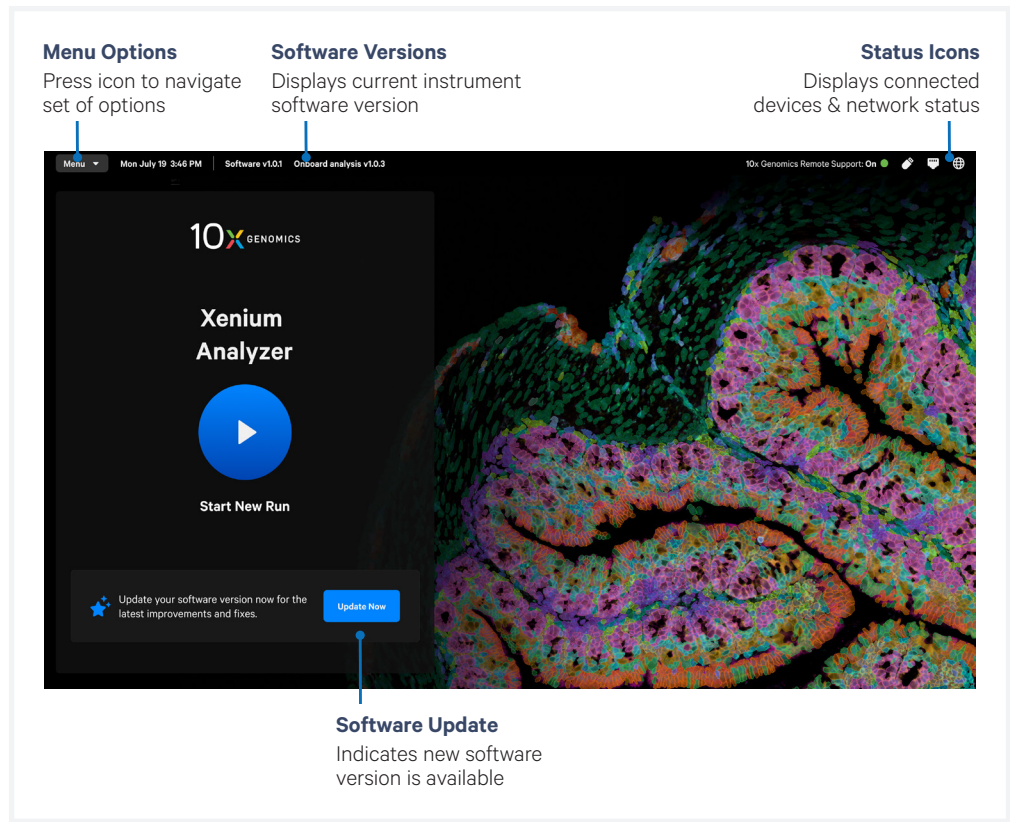 Menu Options
Press icon to navigate
set of options
Software Versions
Displays current instrument
software version
Status Icons
Displays connected
devices & network status
Menu
Mon July 19 3:46 PM
Software v1.0.1
Onboard analysis v1.0.3
10x Genomics Remote Support: On
10X GENOMICS
Xenium
Analyzer
Start New Run
Update your software version now for the
latest improvements and fixes.
Update Now
Software Update
Indicates new software
version is available